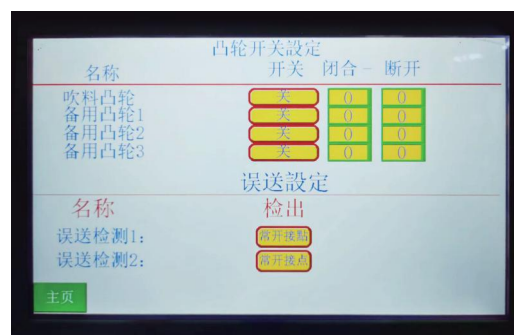 凸轮开关設定
名称 开关 闭合- 断开
吹料凸轮 关 0 0
备用凸轮1 关 0 0
备用凸轮2 关 0 0
备用凸轮3 关 0 0
误送設定
名称 检出
误送检测1: 常开接點
误送检测2: 常开接点
主页